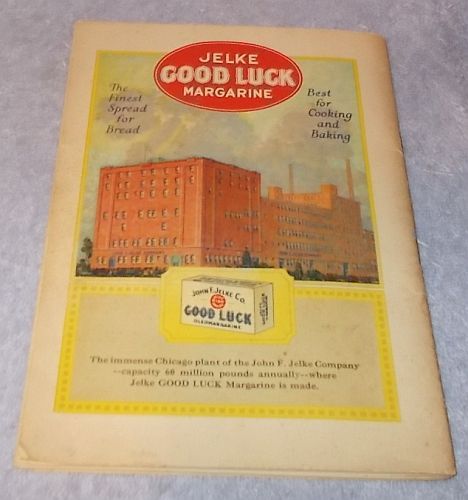 JELKE
GOOD LUCK
MARGARINE
The
Finest
Spread
for
Bread
Best
for
Cooking
and
Baking
JOHN F. JELKE CO.
GOOD LUCK
OLEOMARGARINE
The immense Chicago plant of the John F. Jelke Company
--capacity 60 million pounds annually--where
Jelke GOOD LUCK Margarine is made.